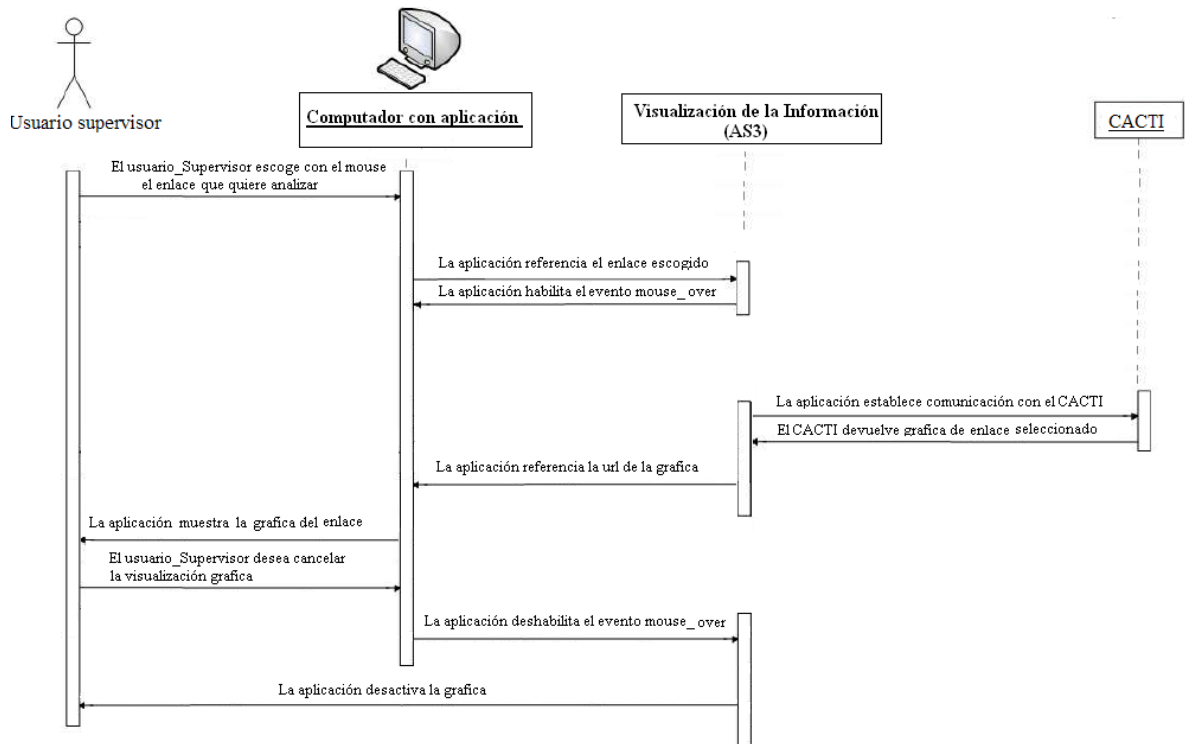 Usuario supervisor
Computador con aplicación
Visualización de la Información
(AS3)
CACTI
El usuario_Supervisor escoge con el mouse
el enlace que quiere analizar
La aplicación referencia el enlace escogido
La aplicación habilita el evento mouse_ over
La aplicación establece comunicación con el CACTI
El CACTI devuelve grafica de enlace seleccionado
La aplicación referencia la url de la grafica
La aplicación muestra la grafica del enlace
El usuario_Supervisor desea cancelar
la visualización grafica
La aplicación deshabilita el evento mouse_ over
La aplicación desactiva la grafica